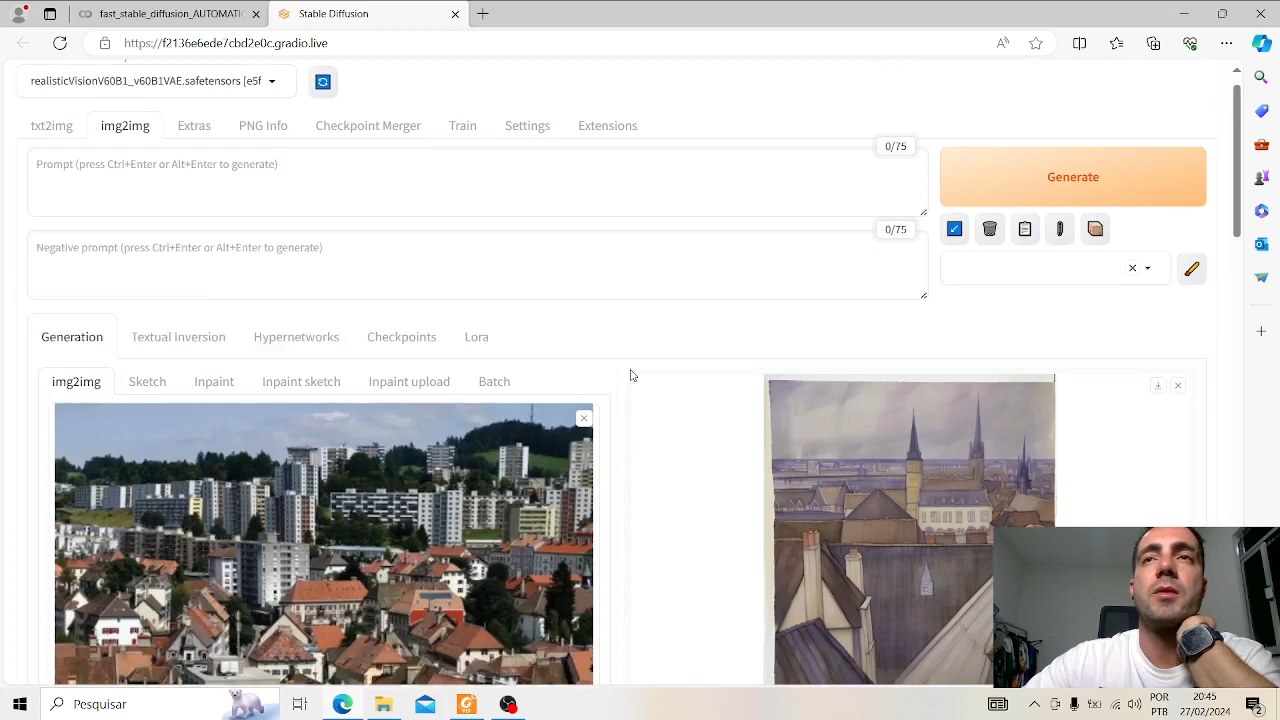 fast_stable_diffusion_AUTOMATI
Stable Diffusion
https://f2136e6ede7cbd2e0c.gradio.live
realisticVisionV60B1_v60B1VAE.safetensors [e5f
txt2img
img2img
Extras
PNG Info
Checkpoint Merger
Train
Settings
Extensions
0/75
Prompt (press Ctrl+Enter or Alt+Enter to generate)
Generate
0/75
Negative prompt (press Ctrl+Enter or Alt+Enter to generate)
Generation
Textual Inversion
Hypernetworks
Checkpoints
Lora
img2img
Sketch
Inpaint
Inpaint sketch
Inpaint upload
Batch
Pesquisar
POR
PTB2
20:45
27/02/2024
2